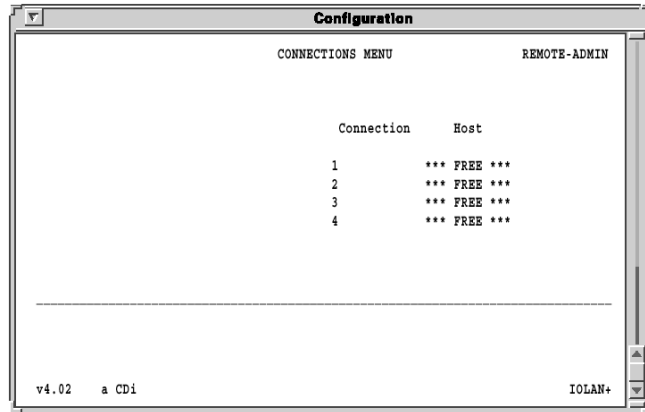 Configuration
CONNECTIONS MENU REMOTE-ADMIN
Connection Host
1 *** FREE ***
2 *** FREE ***
3 *** FREE ***
4 *** FREE ***
v4.02 a CDi IOLAN+